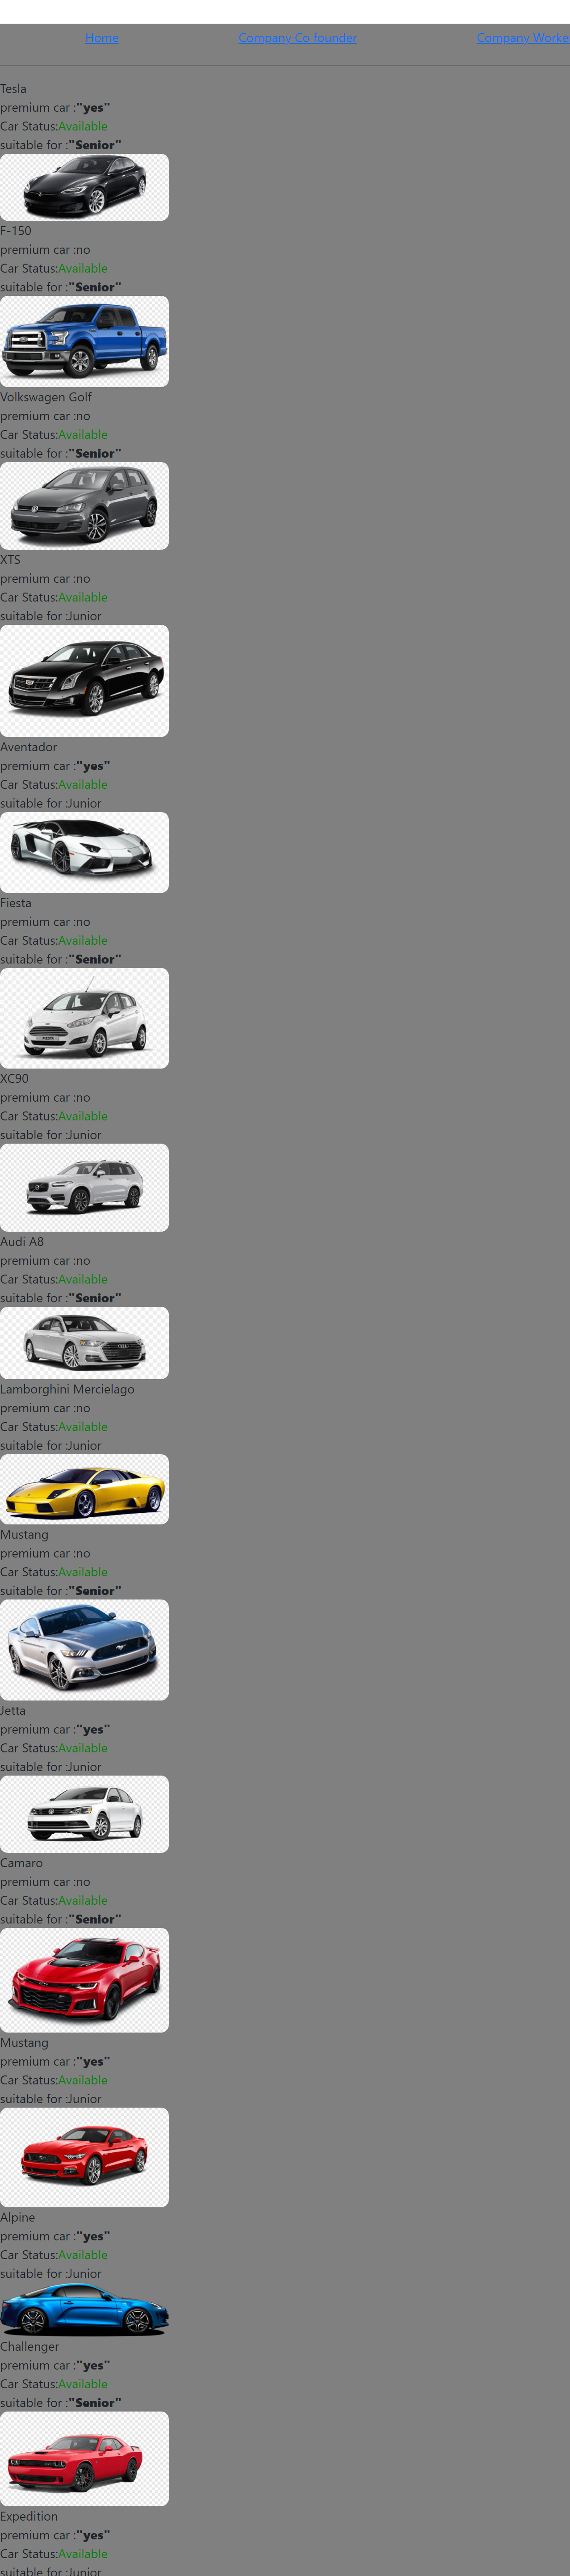 Home Company Co founder Company Worke
Tesla
premium car :"yes"
Car Status:Available
suitable for :"Senior"
F-150
premium car :no
Car Status:Available
suitable for :"Senior"
Volkswagen Golf
premium car :no
Car Status:Available
suitable for :"Senior"
XTS
premium car :no
Car Status:Available
suitable for :Junior
Aventador
premium car :"yes"
Car Status:Available
suitable for :Junior
Fiesta
premium car :no
Car Status:Available
suitable for :"Senior"
XC90
premium car :no
Car Status:Available
suitable for :Junior
Audi A8
premium car :no
Car Status:Available
suitable for :"Senior"
Lamborghini Mercielago
premium car :no
Car Status:Available
suitable for :Junior
Mustang
premium car :no
Car Status:Available
suitable for :"Senior"
Jetta
premium car :"yes"
Car Status:Available
suitable for :Junior
Camaro
premium car :no
Car Status:Available
suitable for :"Senior"
Mustang
premium car :"yes"
Car Status:Available
suitable for :Junior
Alpine
premium car :"yes"
Car Status:Available
suitable for :Junior
Challenger
premium car :"yes"
Car Status:Available
suitable for :"Senior"
Expedition
premium car :"yes"
Car Status:Available
suitable for :Junior